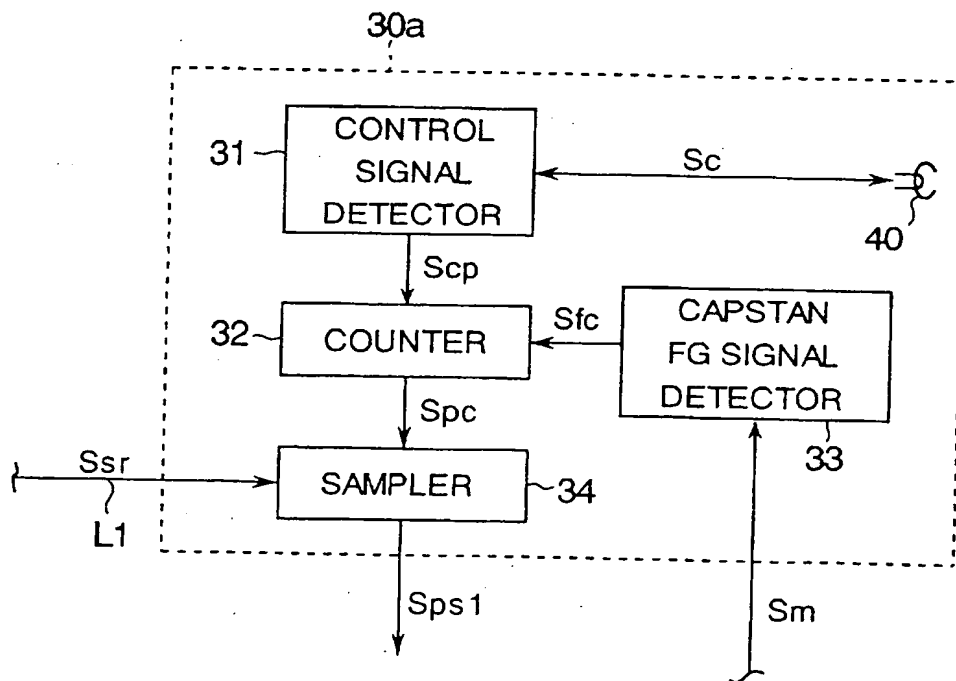 30a
31
CONTROL
SIGNAL
DETECTOR
Sc
40
Scp
32
COUNTER
Sfc
CAPSTAN
FG SIGNAL
DETECTOR
33
Spc
Ssr
L1
SAMPLER
34
Sps1
Sm